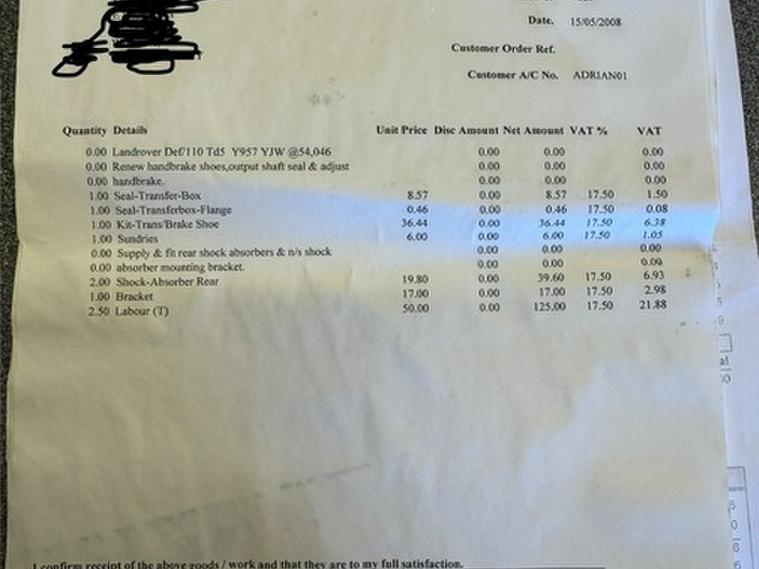 Date. 15/05/2008
Customer Order Ref.
Customer A/C No. ADRIAN01
Quantity Details Unit Price Disc Amount Net Amount VAT % VAT
0.00 Landrover Def/110 Td5 Y957 YJW @54,046 0.00 0.00 0.00
0.00 Renew handbrake shoes,output shaft seal & adjust 0.00 0.00 0.00
0.00 handbrake. 0.00 0.00 0.00
1.00 Seal-Transfer-Box 8.57 0.00 8.57 17.50 1.50
1.00 Seal-Transferbox-Flange 0.46 0.00 0.46 17.50 0.08
1.00 Kit-Trans/Brake Shoe 36.44 0.00 36.44 17.50 6.38
1.00 Sundries 6.00 0.00 6.00 17.50 1.05
0.00 Supply & fit rear shock absorbers & n/s shock 0.00 0.00 0.00
0.00 absorber mounting bracket. 0.00 0.00 0.00
2.00 Shock-Absorber Rear 19.80 0.00 39.60 17.50 6.93
1.00 Bracket 17.00 0.00 17.00 17.50 2.98
2.50 Labour (T) 50.00 0.00 125.00 17.50 21.88
I confirm receipt of the above goods / work and that they are to my full satisfaction.